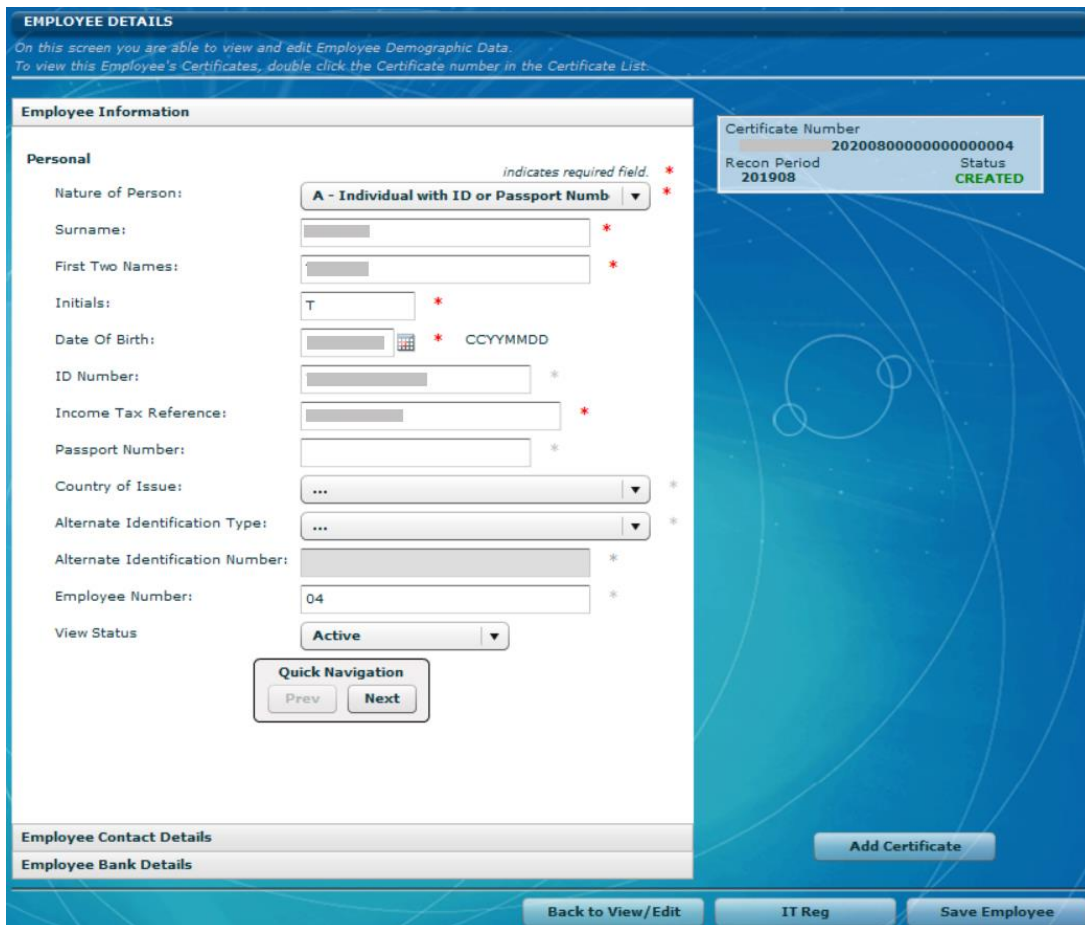 EMPLOYEE DETAILS
On this screen you are able to view and edit Employee Demographic Data.
To view this Employee's Certificates, double click the Certificate number in the Certificate List.
Employee Information
Personal
indicates required field. *
Nature of Person: A - Individual with ID or Passport Numb *
Surname: *
First Two Names: *
Initials: T *
Date Of Birth: * CCYYMMDD
ID Number: *
Income Tax Reference: *
Passport Number: *
Country of Issue: ... *
Alternate Identification Type: ... *
Alternate Identification Number: *
Employee Number: 04 *
View Status Active
Quick Navigation
Prev Next
Employee Contact Details
Employee Bank Details
Certificate Number
20200800000000000004
Recon Period Status
201908 CREATED
Add Certificate
Back to View/Edit IT Reg Save Employee